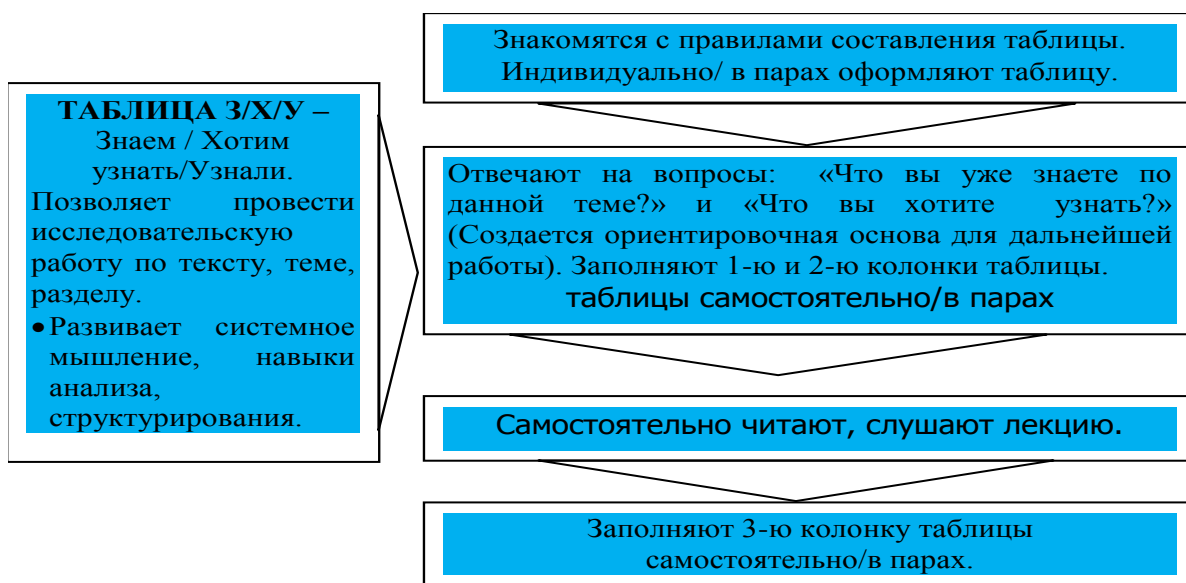 ТАБЛИЦА З/Х/У –
Знаем / Хотим
узнать/Узнали.
Позволяет провести
исследовательскую
работу по тексту, теме,
разделу.
• Развивает системное
мышление, навыки
анализа,
структурирования.
Знакомятся с правилами составления таблицы.
Индивидуально/ в парах оформляют таблицу.
Отвечают на вопросы: «Что вы уже знаете по
данной теме?» и «Что вы хотите узнать?»
(Создается ориентировочная основа для дальнейшей
работы). Заполняют 1-ю и 2-ю колонки таблицы.
таблицы самостоятельно/в парах
Самостоятельно читают, слушают лекцию.
Заполняют 3-ю колонку таблицы
самостоятельно/в парах.